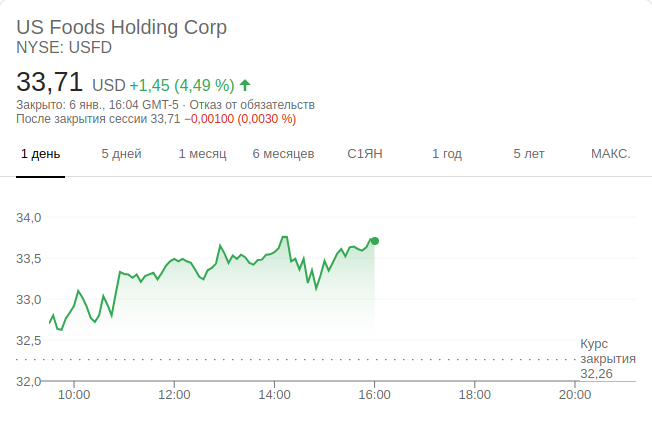 US Foods Holding Corp
NYSE: USFD
33,71 USD +1,45 (4,49 %)
Закрыто: 6 янв., 16:04 GMT-5 · Отказ от обязательств
После закрытия сессии 33,71 −0,00100 (0,0030 %)
1 день 5 дней 1 месяц 6 месяцев С1ЯН 1 год 5 лет МАКС.
34,0
33,5
33,0
32,5
Курс
закрытия
32,26
32,0
10:00 12:00 14:00 16:00 18:00 20:00